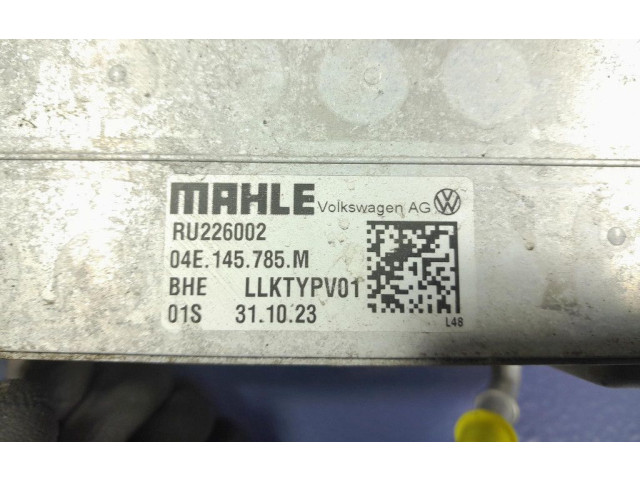 MAHLE Volkswagen AG
RU226002
04E.145.785.M
BHE LLKTYPV01
01S 31.10.23
L48